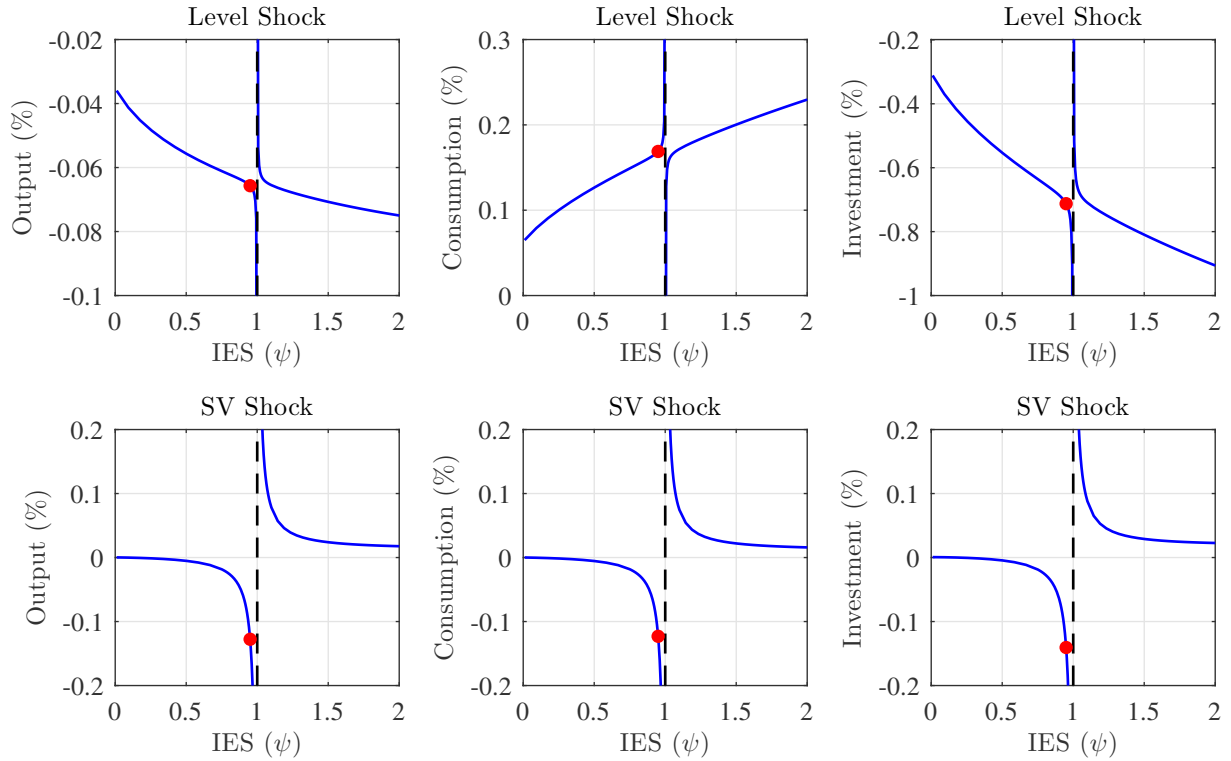 Level Shock
Output (%)
-0.02
-0.04
-0.06
-0.08
-0.1
0 0.5 1 1.5 2
IES (ψ)
Level Shock
Consumption (%)
0.3
0.2
0.1
0
0 0.5 1 1.5 2
IES (ψ)
Level Shock
Investment (%)
-0.2
-0.4
-0.6
-0.8
-1
0 0.5 1 1.5 2
IES (ψ)
SV Shock
Output (%)
0.2
0.1
0
-0.1
-0.2
0 0.5 1 1.5 2
IES (ψ)
SV Shock
Consumption (%)
0.2
0.1
0
-0.1
-0.2
0 0.5 1 1.5 2
IES (ψ)
SV Shock
Investment (%)
0.2
0.1
0
-0.1
-0.2
0 0.5 1 1.5 2
IES (ψ)